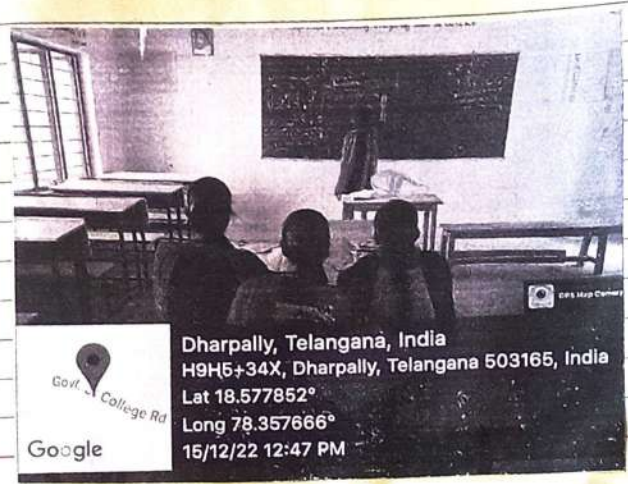 GPS Map Camera
Dharpally, Telangana, India
H9H5+34X, Dharpally, Telangana 503165, India
Lat 18.577852°
Long 78.357666°
15/12/22 12:47 PM
College Rd
Google